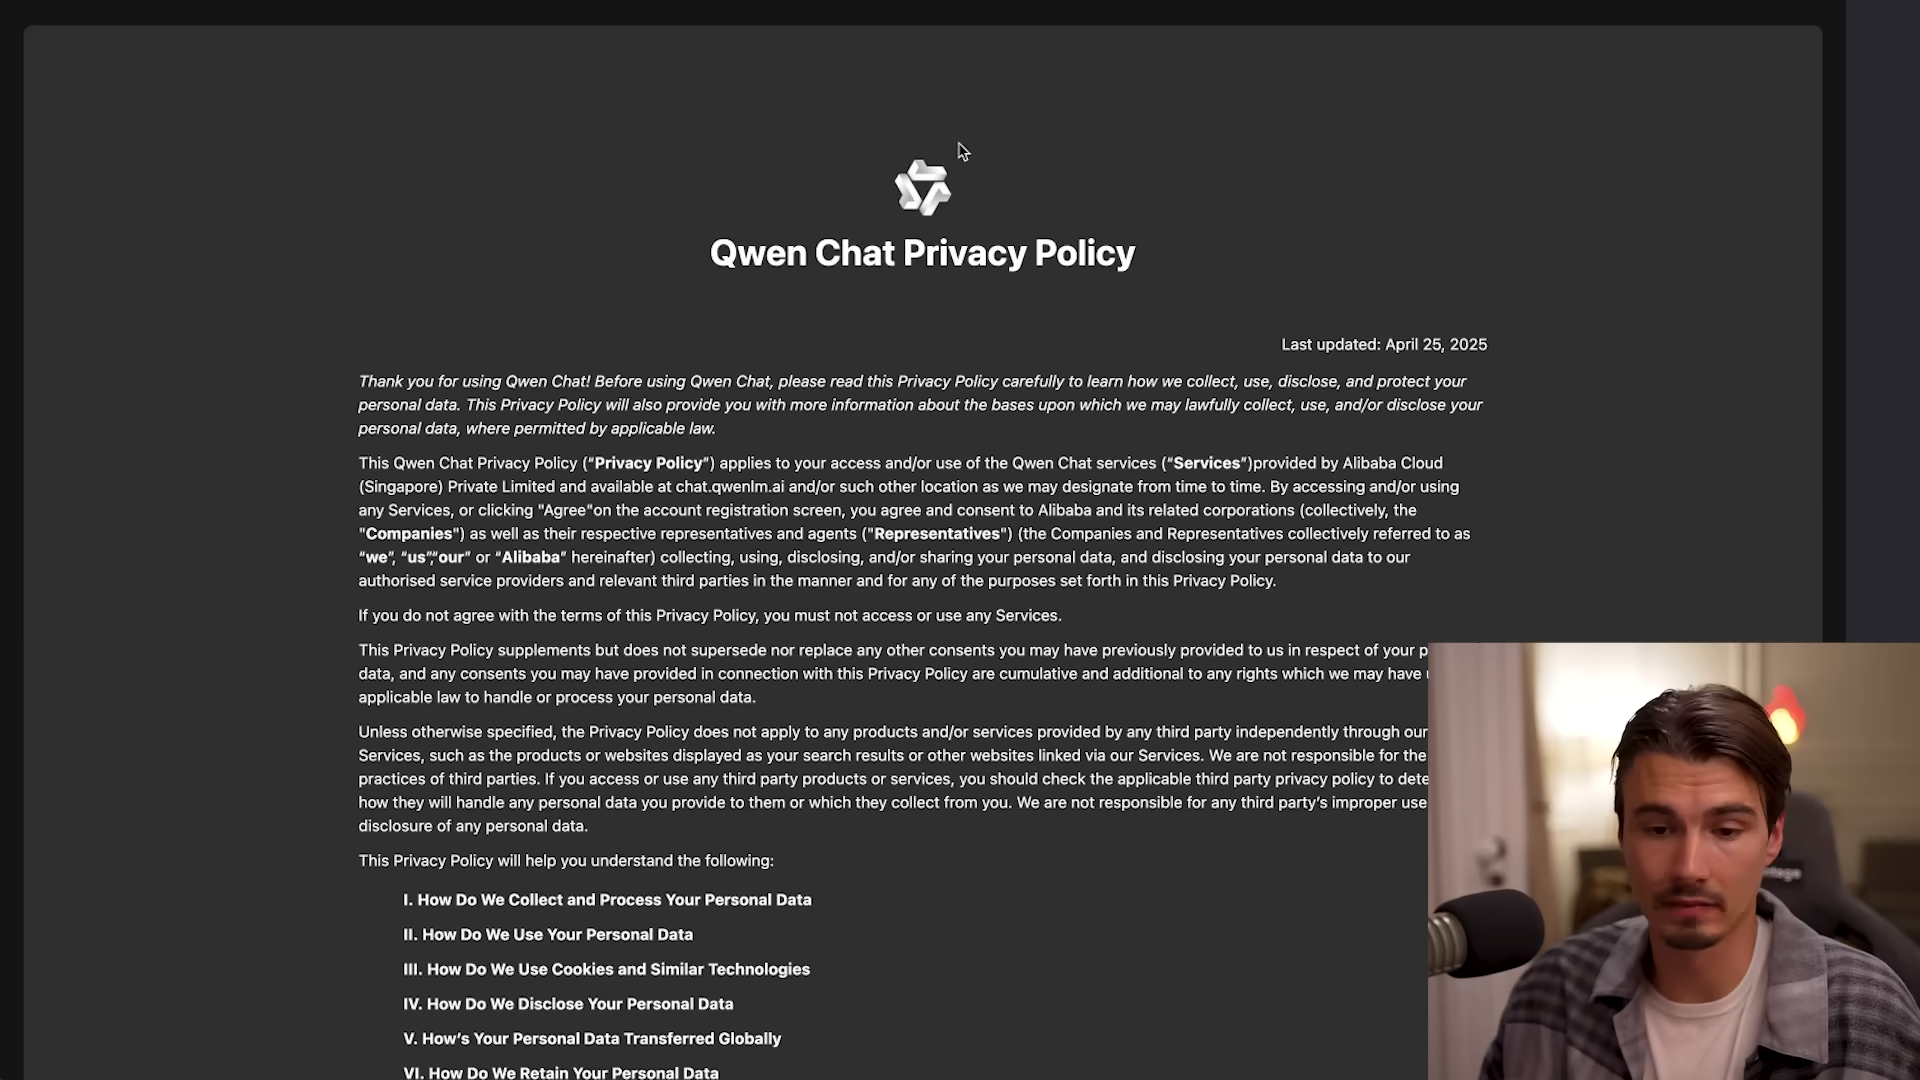 Qwen Chat Privacy Policy
Last updated: April 25, 2025
Thank you for using Qwen Chat! Before using Qwen Chat, please read this Privacy Policy carefully to learn how we collect, use, disclose, and protect your
personal data. This Privacy Policy will also provide you with more information about the bases upon which we may lawfully collect, use, and/or disclose your
personal data, where permitted by applicable law.
This Qwen Chat Privacy Policy (“Privacy Policy”) applies to your access and/or use of the Qwen Chat services (“Services”)provided by Alibaba Cloud
(Singapore) Private Limited and available at chat.qwenlm.ai and/or such other location as we may designate from time to time. By accessing and/or using
any Services, or clicking "Agree"on the account registration screen, you agree and consent to Alibaba and its related corporations (collectively, the
"Companies") as well as their respective representatives and agents ("Representatives") (the Companies and Representatives collectively referred to as
“we”, “us”,“our” or “Alibaba” hereinafter) collecting, using, disclosing, and/or sharing your personal data, and disclosing your personal data to our
authorised service providers and relevant third parties in the manner and for any of the purposes set forth in this Privacy Policy.
If you do not agree with the terms of this Privacy Policy, you must not access or use any Services.
This Privacy Policy supplements but does not supersede nor replace any other consents you may have previously provided to us in respect of your
data, and any consents you may have provided in connection with this Privacy Policy are cumulative and additional to any rights which we may have
applicable law to handle or process your personal data.
Unless otherwise specified, the Privacy Policy does not apply to any products and/or services provided by any third party independently through our
Services, such as the products or websites displayed as your search results or other websites linked via our Services. We are not responsible for the
practices of third parties. If you access or use any third party products or services, you should check the applicable third party privacy policy to
how they will handle any personal data you provide to them or which they collect from you. We are not responsible for any third party’s improper use
disclosure of any personal data.
This Privacy Policy will help you understand the following:
I. How Do We Collect and Process Your Personal Data
II. How Do We Use Your Personal Data
III. How Do We Use Cookies and Similar Technologies
IV. How Do We Disclose Your Personal Data
V. How’s Your Personal Data Transferred Globally
VI. How Do We Retain Your Personal Data